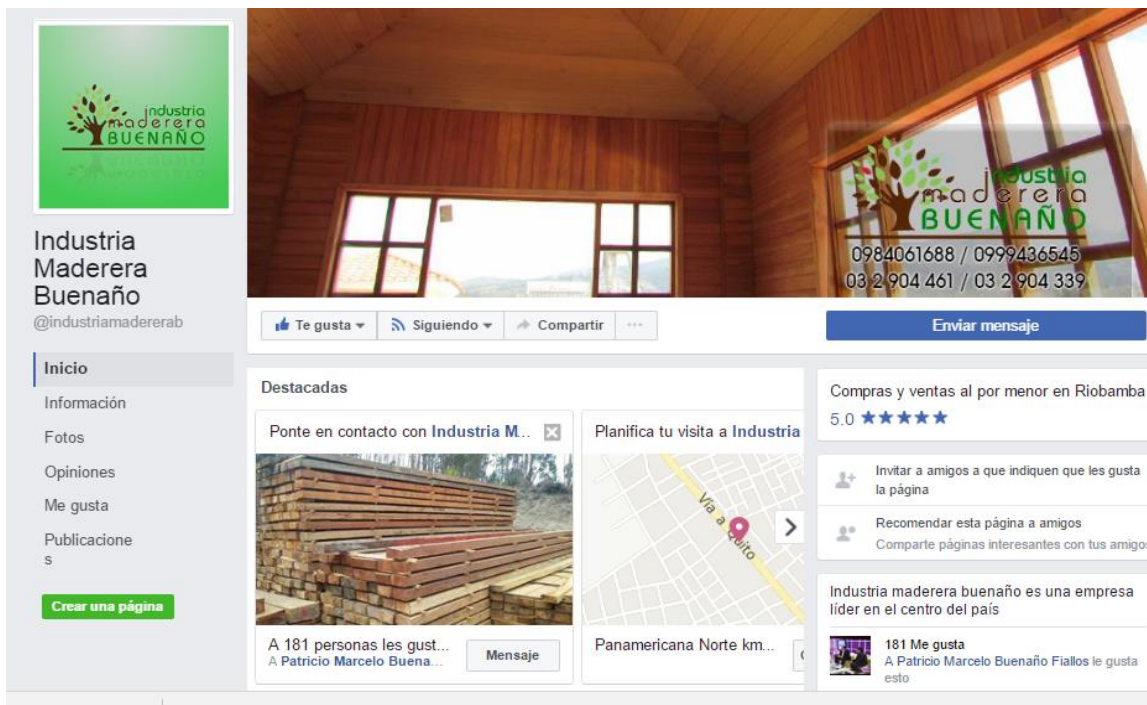 industria
maderera
BUENAÑO
Industria
Maderera
Buenaño
@industriamadererab
Inicio
Información
Fotos
Opiniones
Me gusta
Publicacione
s
Crear una página
industria
maderera
BUENAÑO
0984061688 / 0999436545
03 2 904 461 / 03 2 904 339
Te gusta
Siguiendo
Compartir
Enviar mensaje
Destacadas
Ponte en contacto con Industria M...
A 181 personas les gust...
A Patricio Marcelo Buena...
Mensaje
Planifica tu visita a Industria
Vía a Quito
Panamericana Norte km...
Compras y ventas al por menor en Riobamba
5.0
Invitar a amigos a que indiquen que les gusta
la página
Recomendar esta página a amigos
Comparte páginas interesantes con tus amigos
Industria maderera buenaño es una empresa
líder en el centro del país
181 Me gusta
A Patricio Marcelo Buenaño Fiallos le gusta
esto